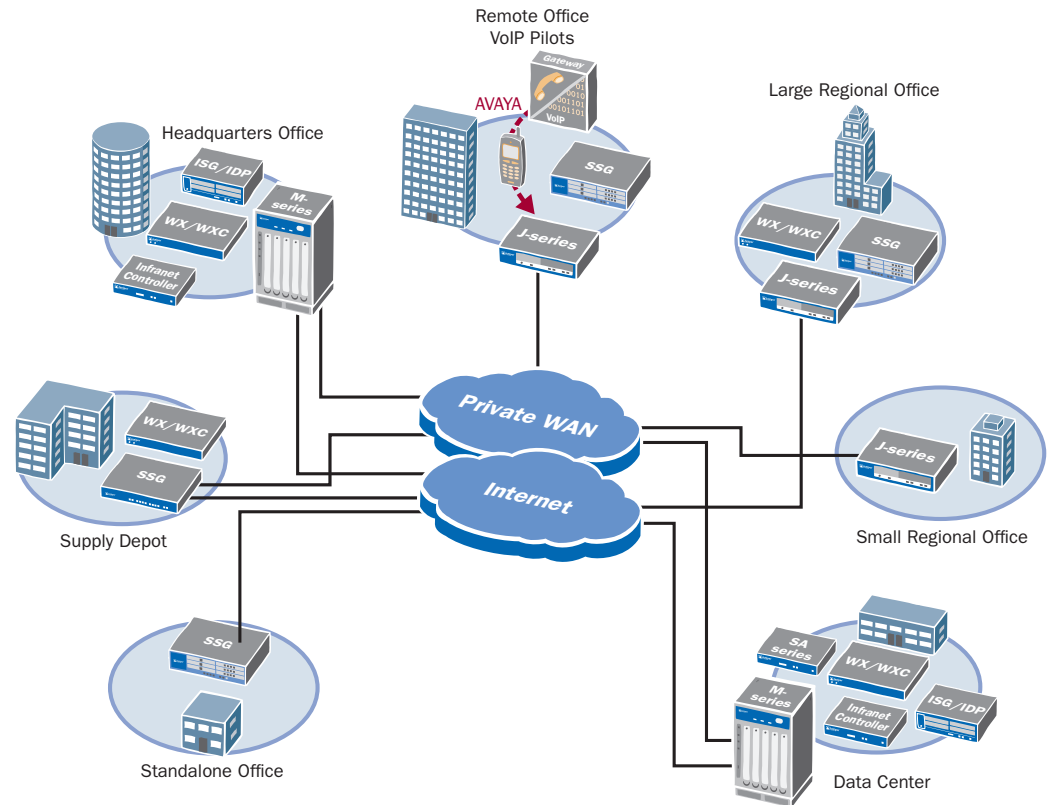 Remote Office
VoIP Pilots
Gateway
AVAYA
VoIP
SSG
J-series
Headquarters Office
ISG/IDP
M-
series
WX/WXC
Infranet
Controller
Large Regional Office
WX/WXC
SSG
J-series
Private WAN
Internet
WX/WXC
SSG
Supply Depot
J-series
Small Regional Office
SSG
Standalone Office
SA
series
WX/WXC
M-
series
Infranet
Controller
ISG/IDP
Data Center